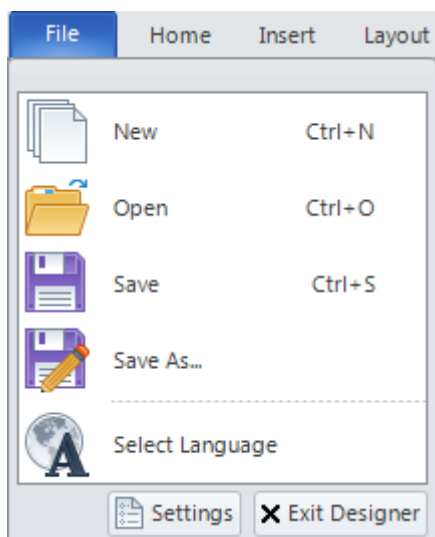 File Home Insert Layout
New Ctrl+N
Open Ctrl+O
Save Ctrl+S
Save As...
A Select Language
Settings Exit Designer